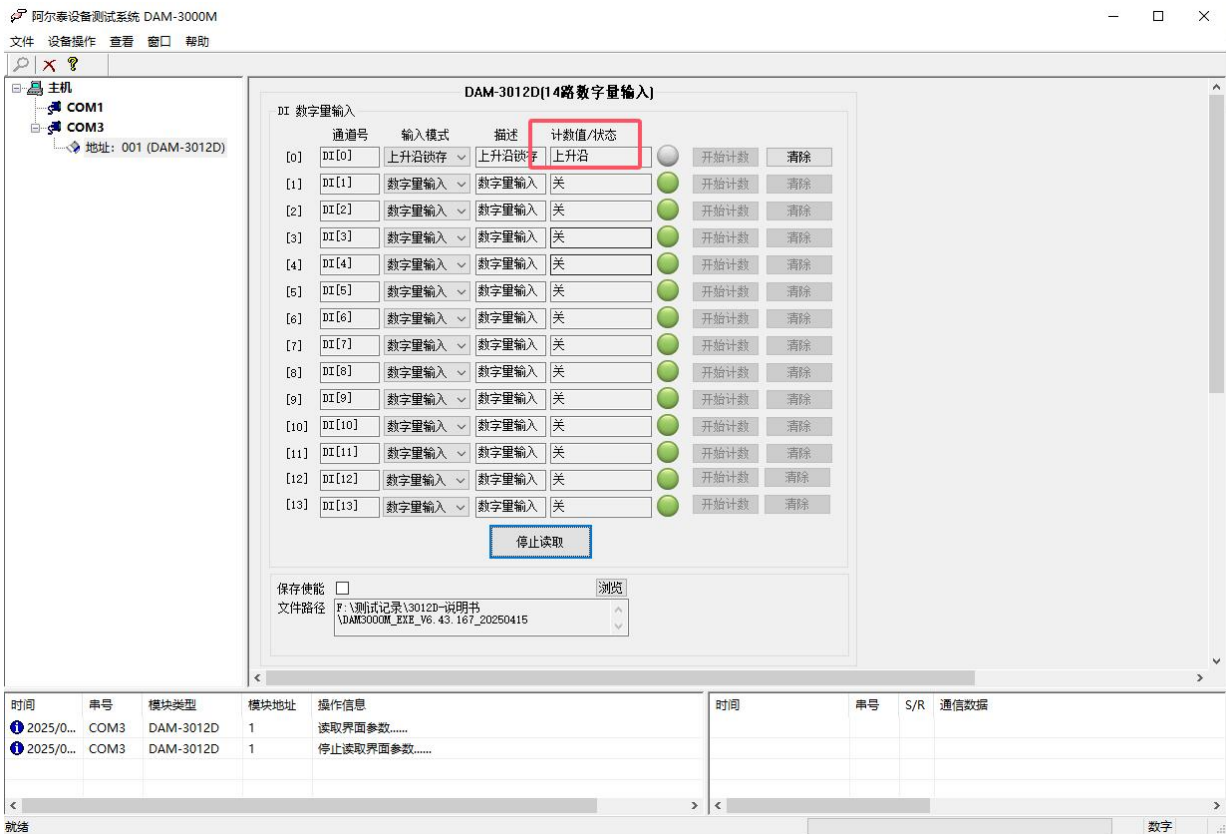 阿尔泰设备测试系统 DAM-3000M
文件 设备操作 查看 窗口 帮助
主机
COM1
COM3
地址：001 (DAM-3012D)
DAM-3012D(14路数字量输入)
DI 数字量输入
通道号 输入模式 描述 计数值/状态
[0] DI[0] 上升沿锁存 上升沿锁存 上升沿 开始计数 清除
[1] DI[1] 数字量输入 数字量输入 关 开始计数 清除
[2] DI[2] 数字量输入 数字量输入 关 开始计数 清除
[3] DI[3] 数字量输入 数字量输入 关 开始计数 清除
[4] DI[4] 数字量输入 数字量输入 关 开始计数 清除
[5] DI[5] 数字量输入 数字量输入 关 开始计数 清除
[6] DI[6] 数字量输入 数字量输入 关 开始计数 清除
[7] DI[7] 数字量输入 数字量输入 关 开始计数 清除
[8] DI[8] 数字量输入 数字量输入 关 开始计数 清除
[9] DI[9] 数字量输入 数字量输入 关 开始计数 清除
[10] DI[10] 数字量输入 数字量输入 关 开始计数 清除
[11] DI[11] 数字量输入 数字量输入 关 开始计数 清除
[12] DI[12] 数字量输入 数字量输入 关 开始计数 清除
[13] DI[13] 数字量输入 数字量输入 关 开始计数 清除
停止读取
保存使能 浏览
文件路径 F:\测试记录\3012D-说明书
\DAM3000M_EXE_V6.43.167_20250415
时间 串号 模块类型 模块地址 操作信息
2025/0... COM3 DAM-3012D 1 读取界面参数......
2025/0... COM3 DAM-3012D 1 停止读取界面参数......
时间 串号 S/R 通信数据
就绪 数字